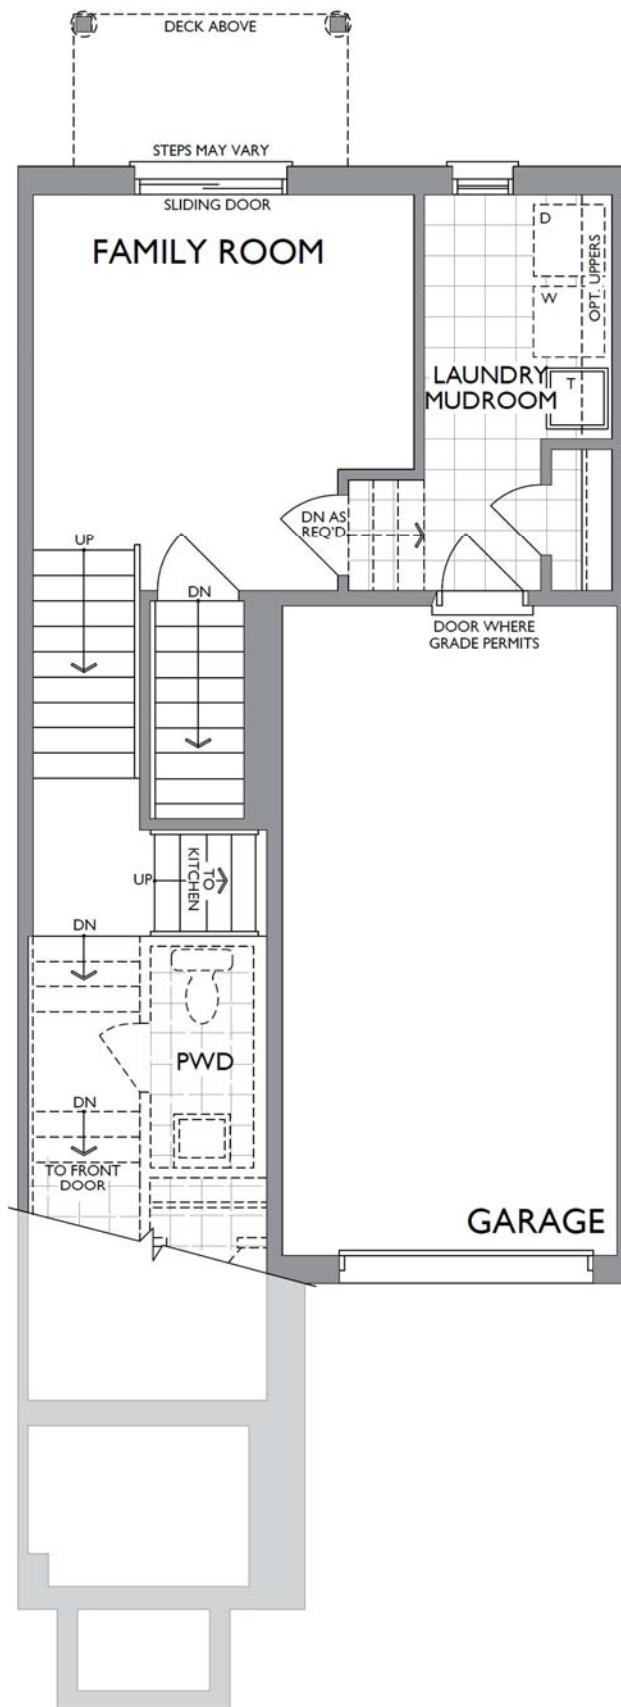 DECK ABOVE
STEPS MAY VARY
SLIDING DOOR
FAMILY ROOM
D
W
OPT. UPPERS
T
LAUNDRY
MUDROOM
DN AS
REQ'D
UP
DN
DOOR WHERE
GRADE PERMITS
UP
TO
KITCHEN
DN
PWD
DN
TO FRONT
DOOR
GARAGE